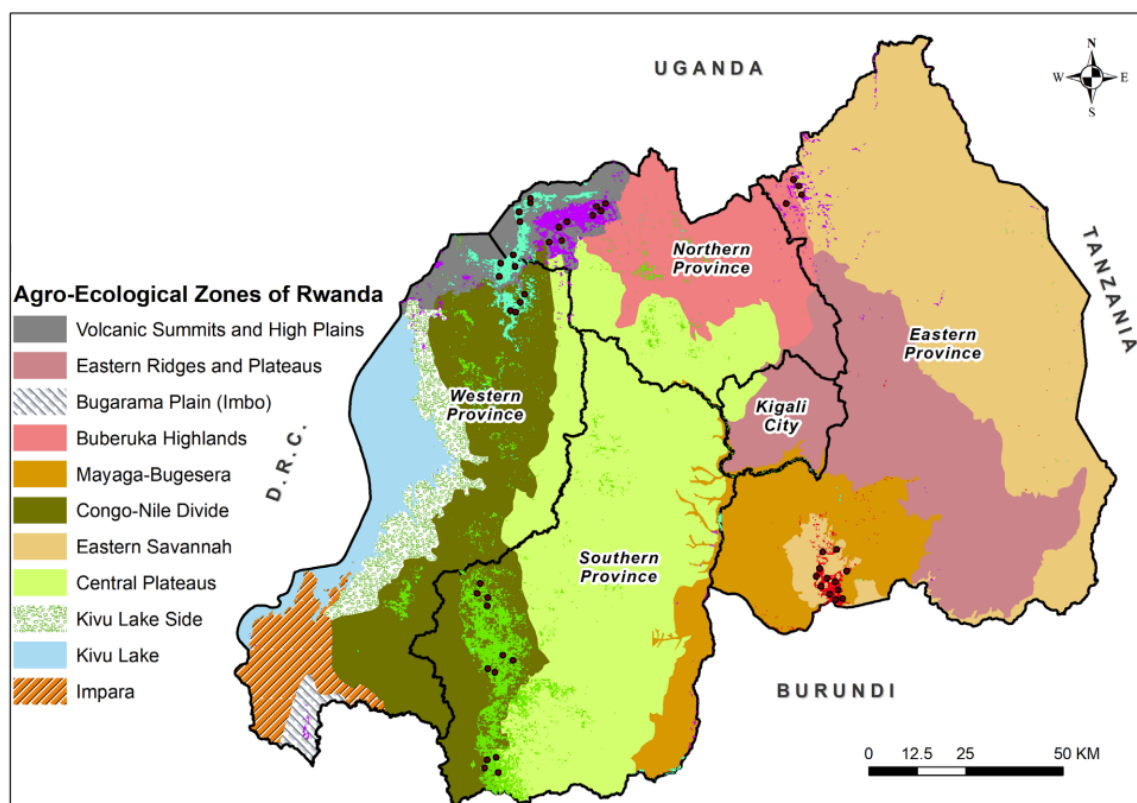 UGANDA
N
W E
S
TANZANIA
Northern
Province
Eastern
Province
Western
Province
Kigali
City
D.R.C.
Southern
Province
BURUNDI
Agro-Ecological Zones of Rwanda
Volcanic Summits and High Plains
Eastern Ridges and Plateaus
Bugarama Plain (Imbo)
Buberuka Highlands
Mayaga-Bugesera
Congo-Nile Divide
Eastern Savannah
Central Plateaus
Kivu Lake Side
Kivu Lake
Impara
0 12.5 25 50 KM